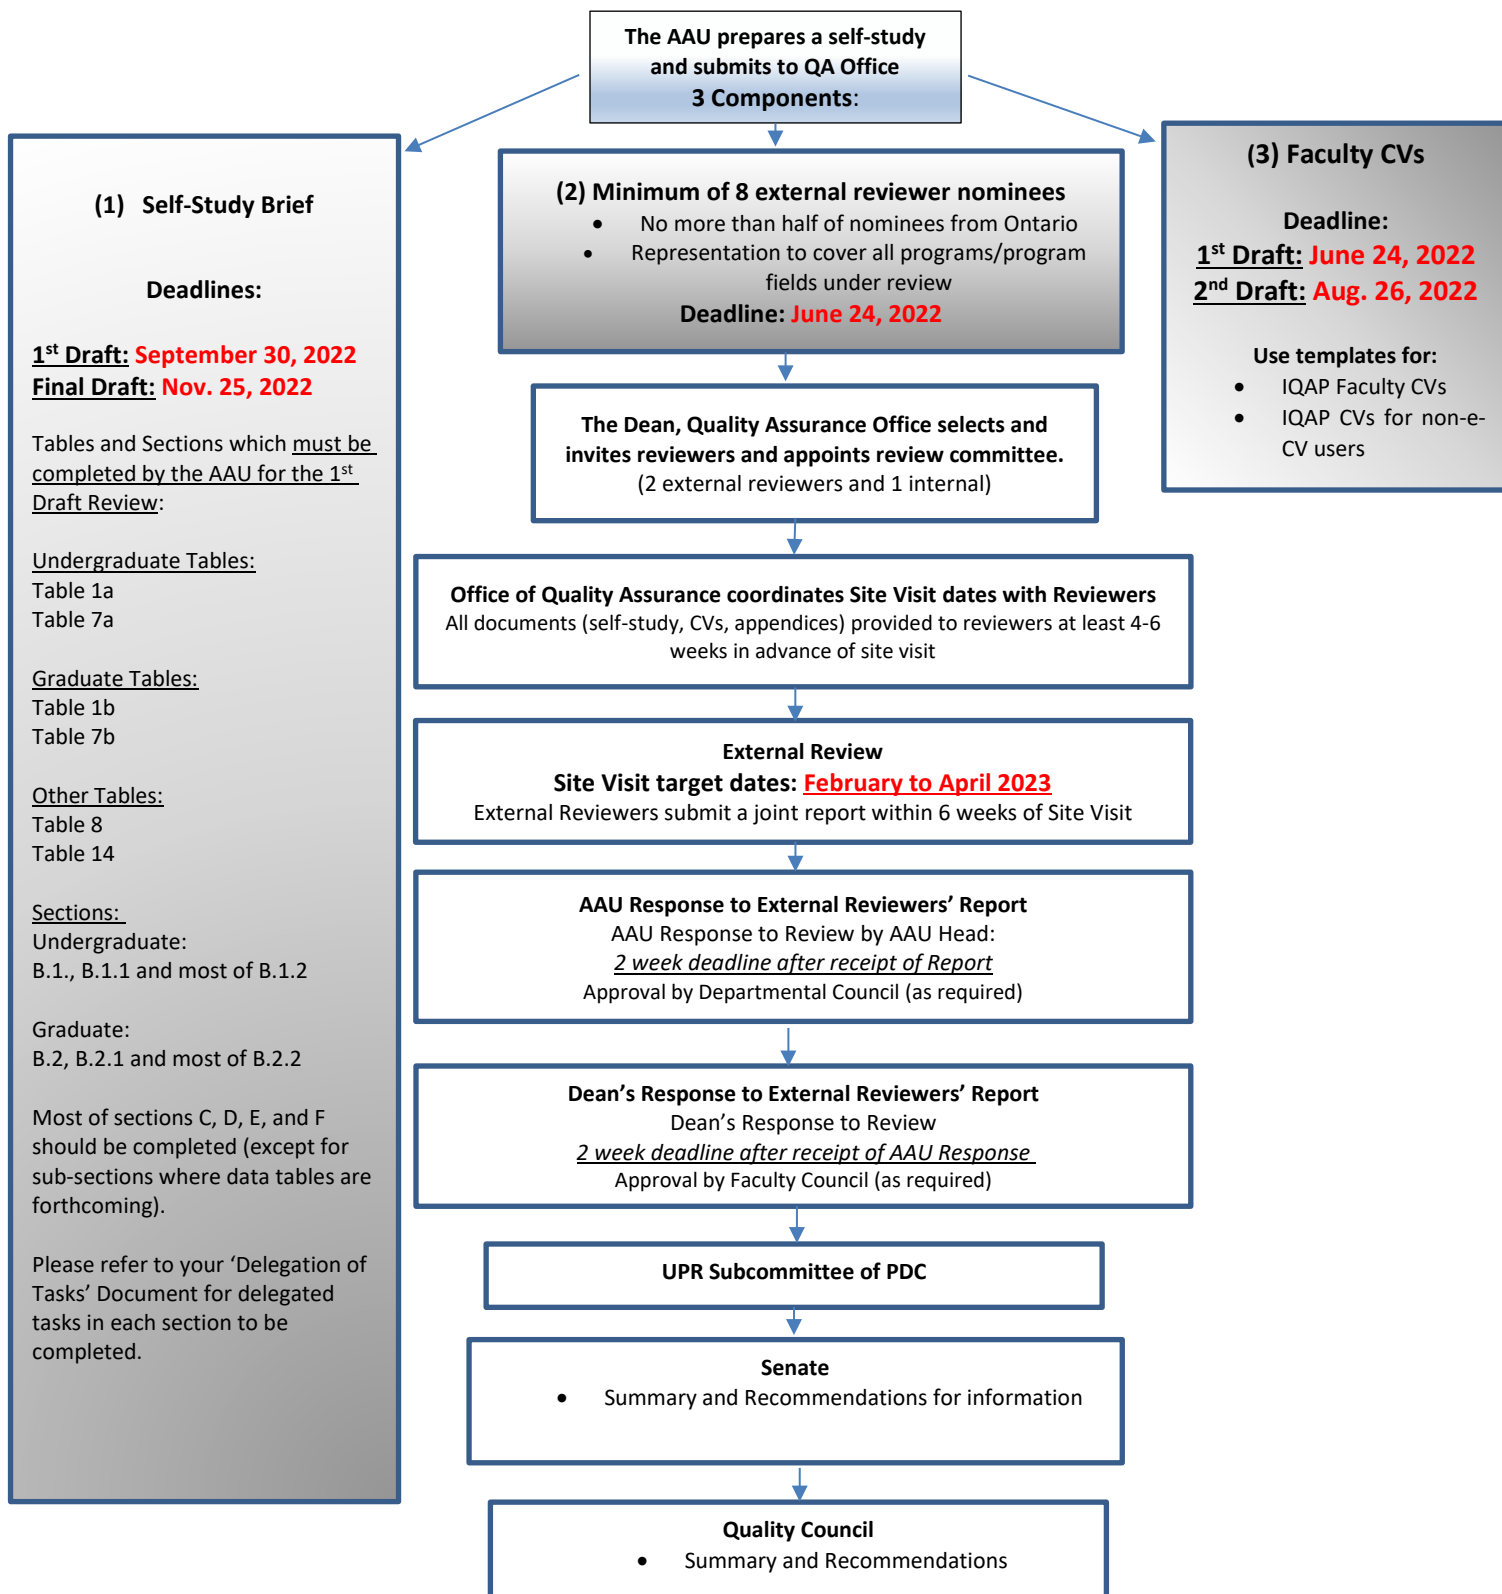 The AAU prepares a self-study
and submits to QA Office
3 Components:
(1) Self-Study Brief
Deadlines:
1st Draft: September 30, 2022
Final Draft: Nov. 25, 2022
Tables and Sections which must be
completed by the AAU for the 1st
Draft Review:
Undergraduate Tables:
Table 1a
Table 7a
Graduate Tables:
Table 1b
Table 7b
Other Tables:
Table 8
Table 14
Sections:
Undergraduate:
B.1., B.1.1 and most of B.1.2
Graduate:
B.2, B.2.1 and most of B.2.2
Most of sections C, D, E, and F
should be completed (except for
sub-sections where data tables are
forthcoming).
Please refer to your ‘Delegation of
Tasks’ Document for delegated
tasks in each section to be
completed.
(2) Minimum of 8 external reviewer nominees
• No more than half of nominees from Ontario
• Representation to cover all programs/program
fields under review
Deadline: June 24, 2022
(3) Faculty CVs
Deadline:
1st Draft: June 24, 2022
2nd Draft: Aug. 26, 2022
Use templates for:
• IQAP Faculty CVs
• IQAP CVs for non-e-
CV users
The Dean, Quality Assurance Office selects and
invites reviewers and appoints review committee.
(2 external reviewers and 1 internal)
Office of Quality Assurance coordinates Site Visit dates with Reviewers
All documents (self-study, CVs, appendices) provided to reviewers at least 4-6
weeks in advance of site visit
External Review
Site Visit target dates: February to April 2023
External Reviewers submit a joint report within 6 weeks of Site Visit
AAU Response to External Reviewers’ Report
AAU Response to Review by AAU Head:
2 week deadline after receipt of Report
Approval by Departmental Council (as required)
Dean’s Response to External Reviewers’ Report
Dean’s Response to Review
2 week deadline after receipt of AAU Response
Approval by Faculty Council (as required)
UPR Subcommittee of PDC
Senate
• Summary and Recommendations for information
Quality Council
• Summary and Recommendations